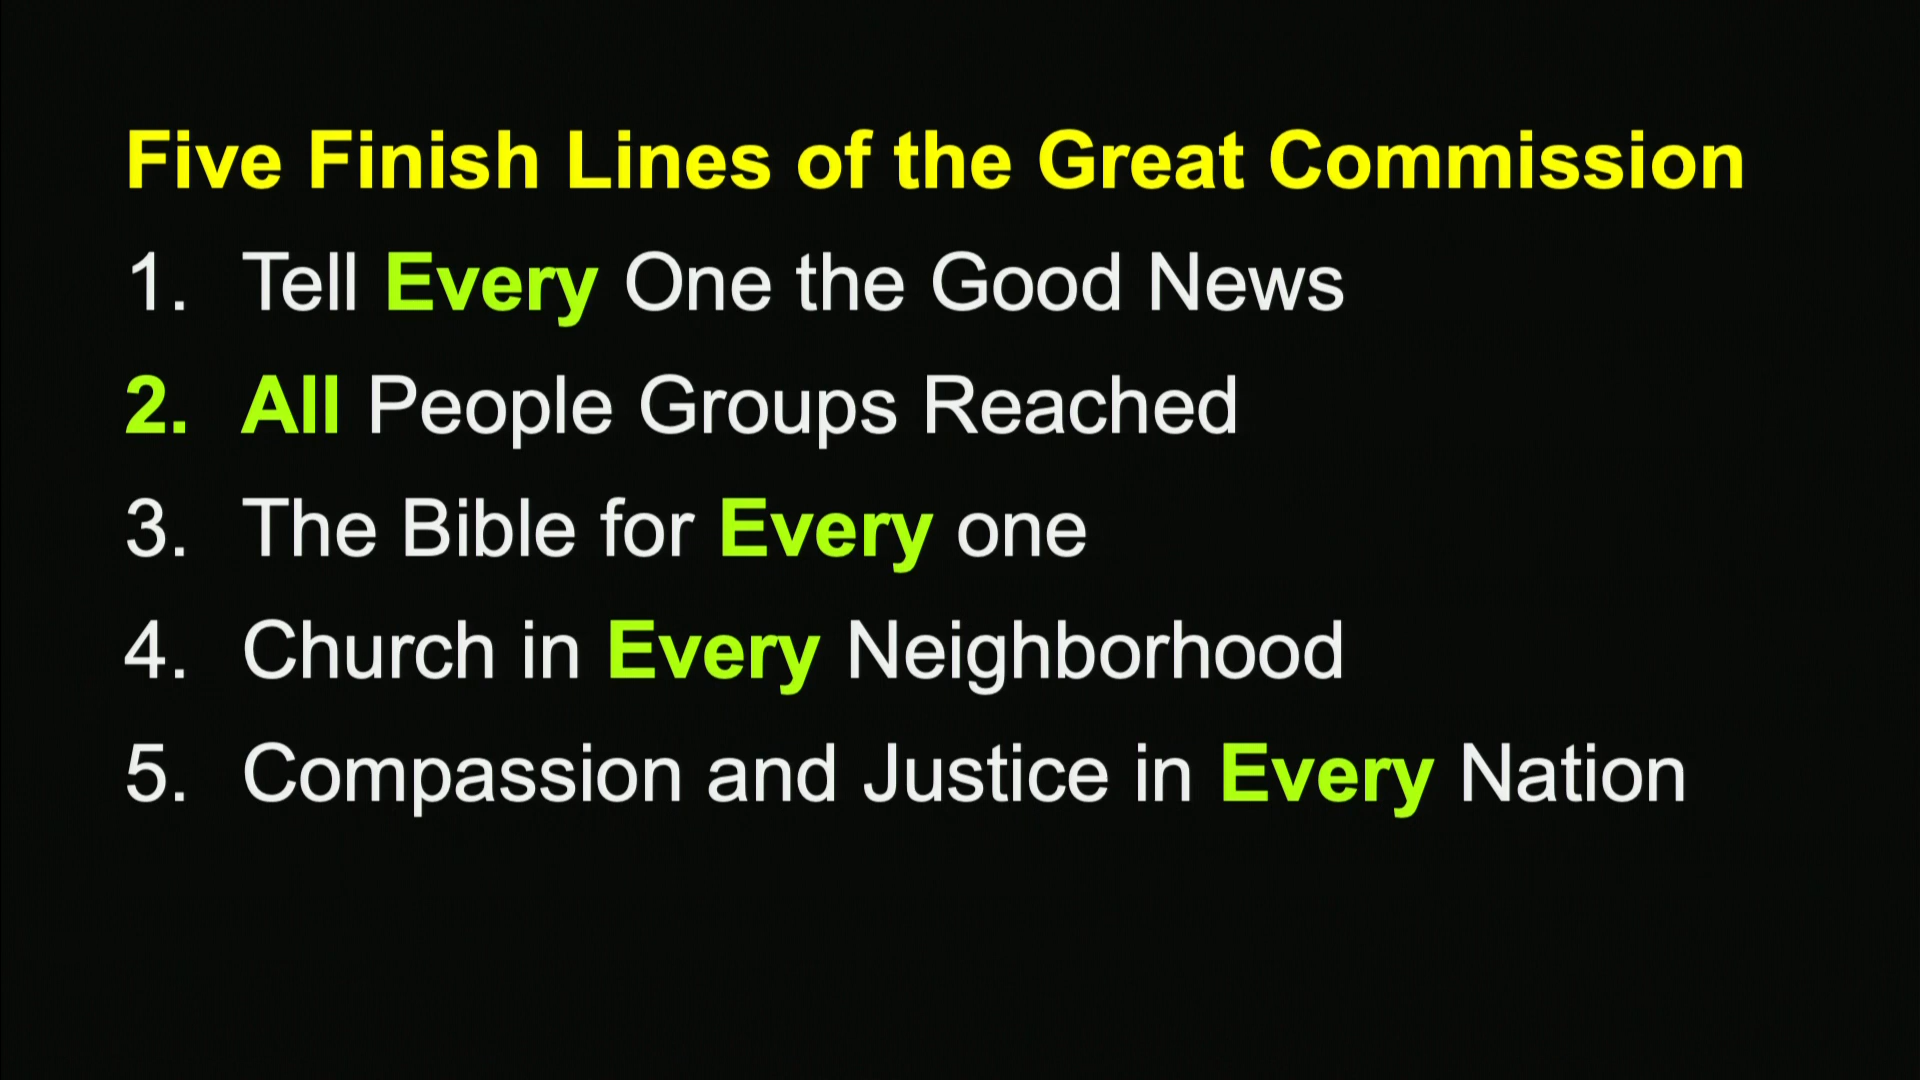 Five Finish Lines of the Great Commission
1. Tell Every One the Good News
2. All People Groups Reached
3. The Bible for Every one
4. Church in Every Neighborhood
5. Compassion and Justice in Every Nation